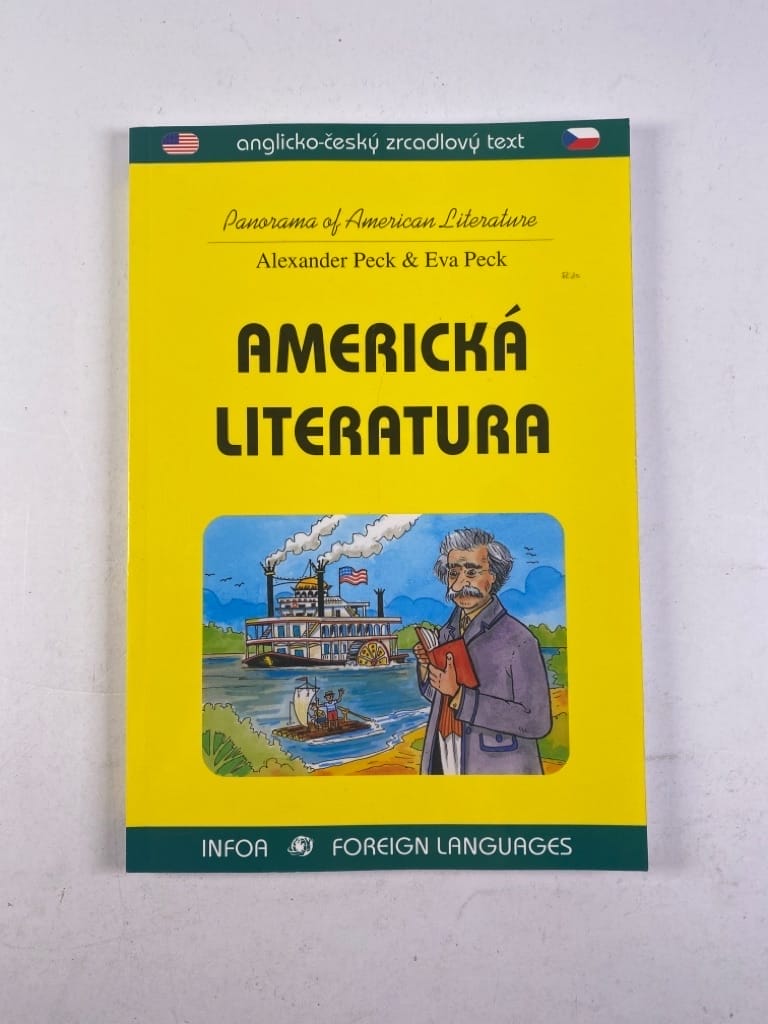 anglicko-český zrcadlový text
Panorama of American Literature
Alexander Peck & Eva Peck
AMERICKÁ
LITERATURA
INFOA FOREIGN LANGUAGES